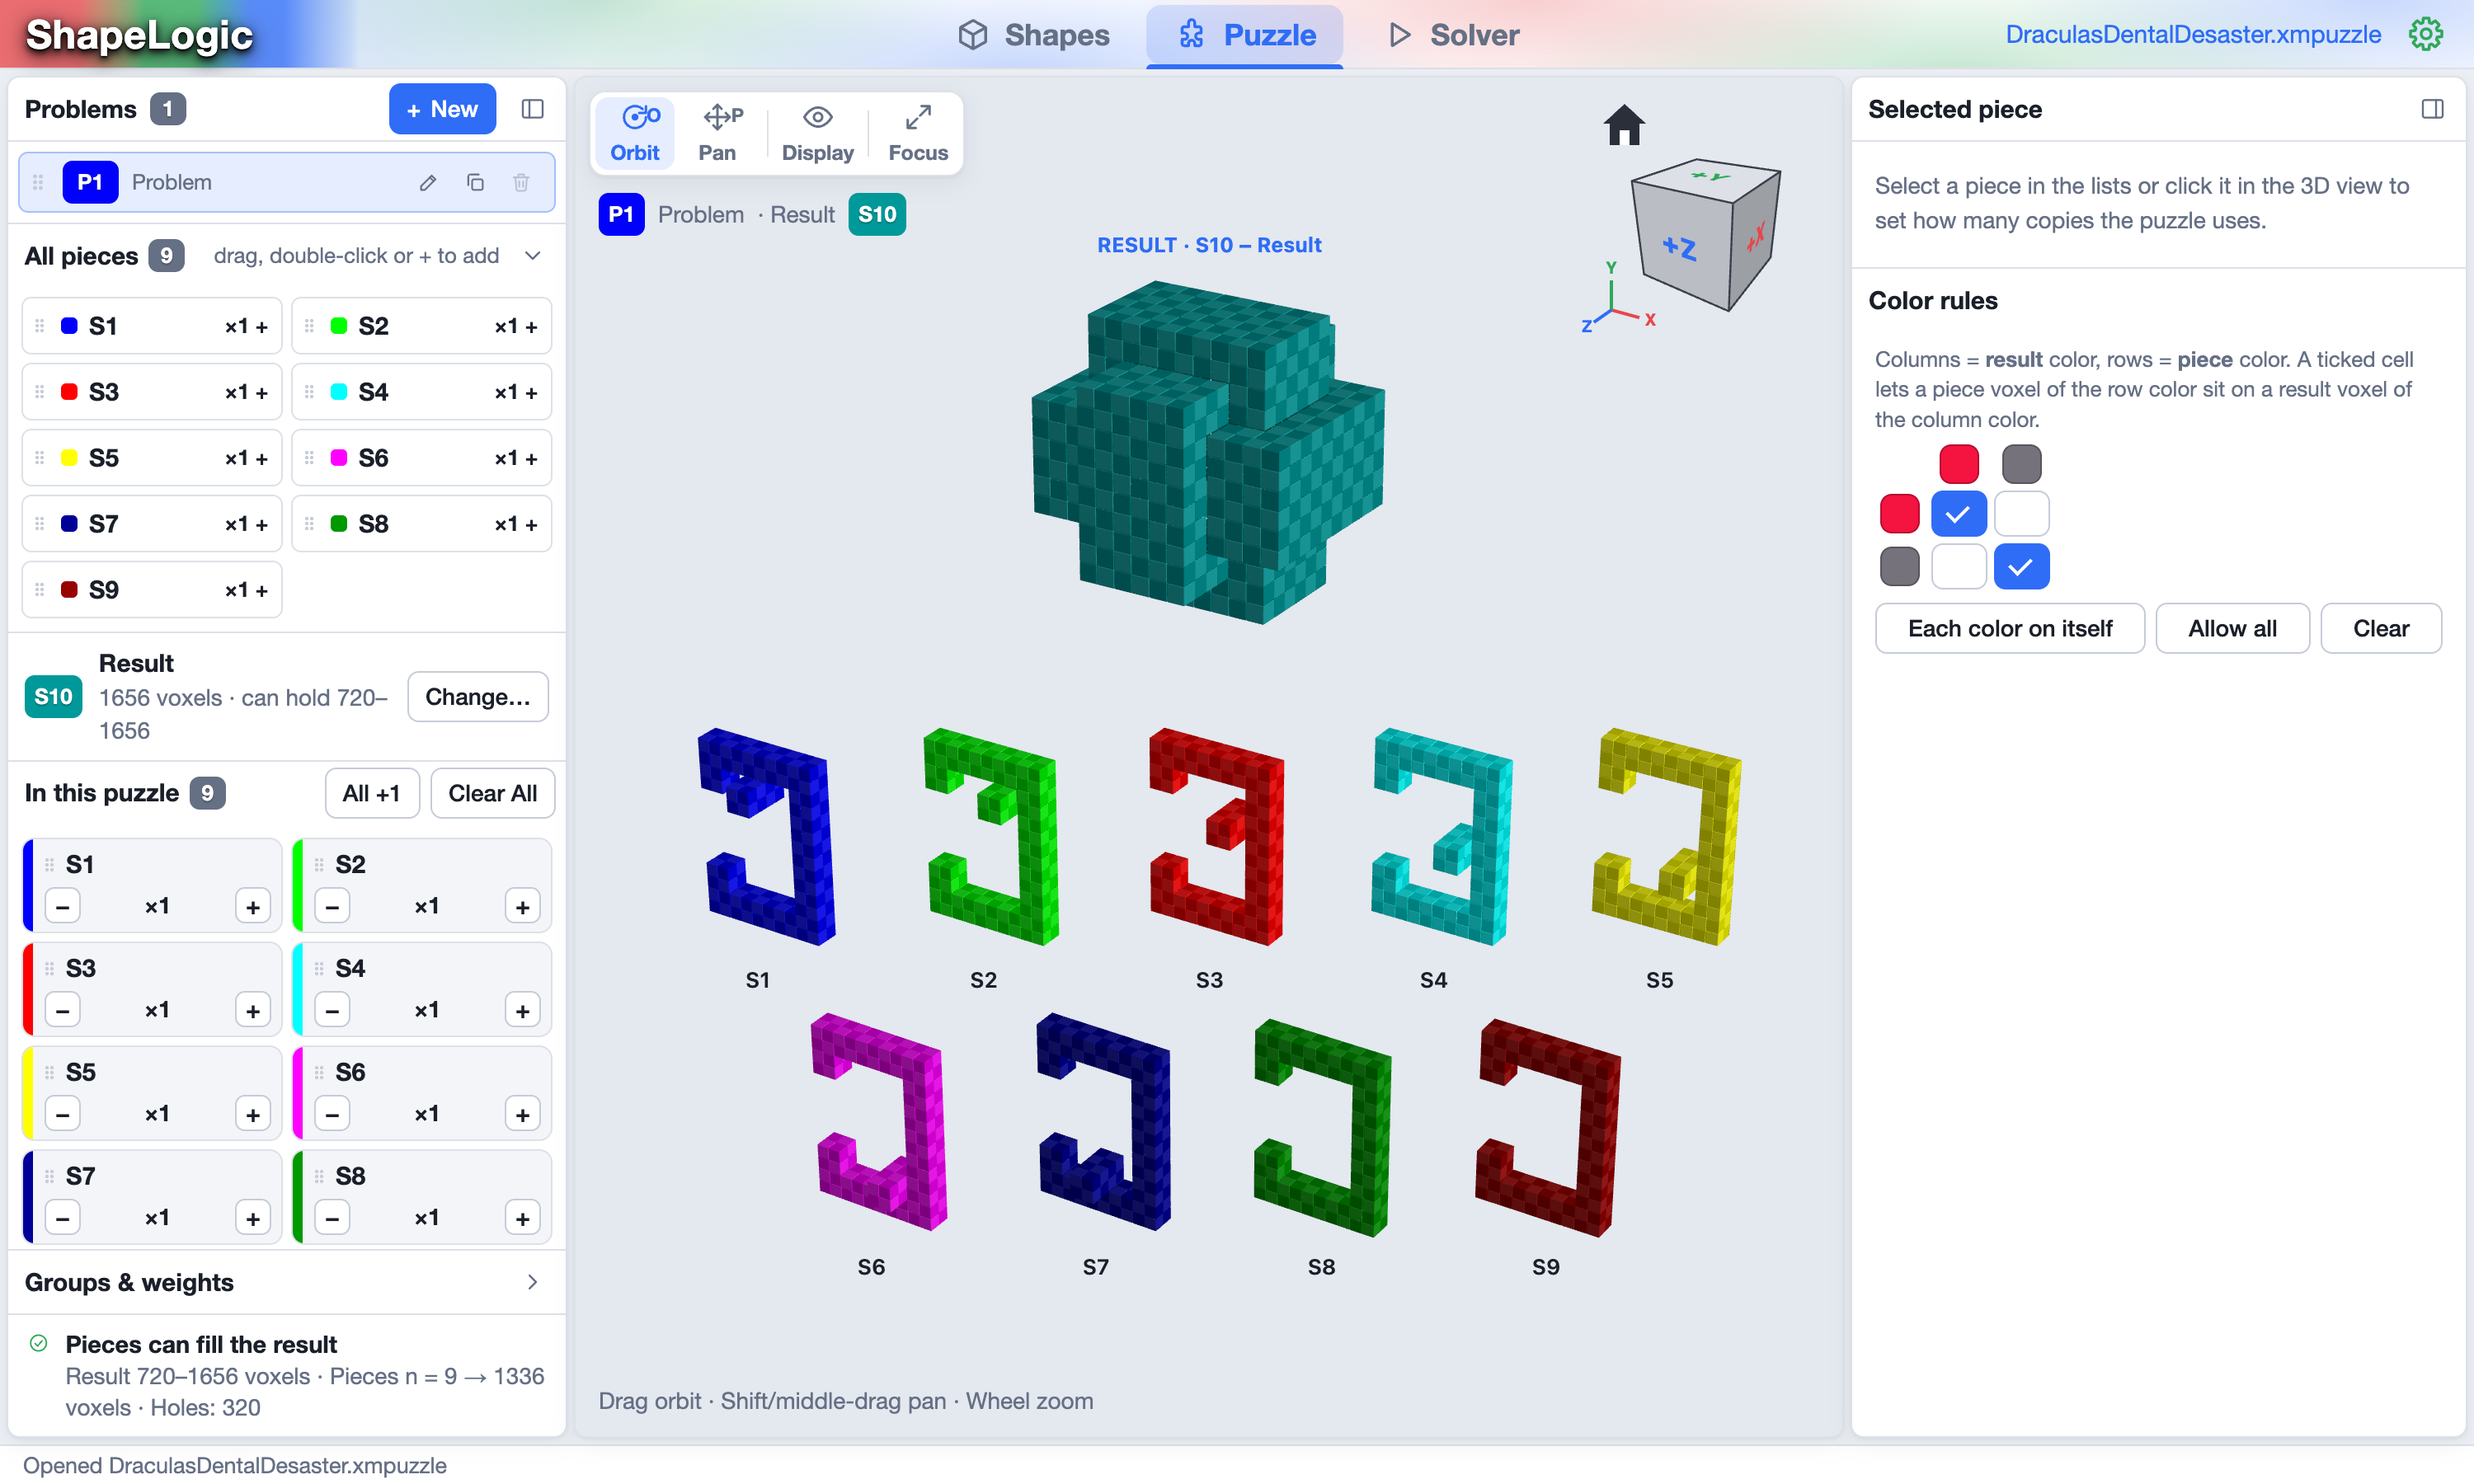 ShapeLogic
Shapes
Puzzle
Solver
DraculasDentalDesaster.xmpuzzle
Problems 1
+ New
P1 Problem
All pieces 9 drag, double-click or + to add
S1 ×1 +
S2 ×1 +
S3 ×1 +
S4 ×1 +
S5 ×1 +
S6 ×1 +
S7 ×1 +
S8 ×1 +
S9 ×1 +
S10
Result
1656 voxels · can hold 720–
1656
Change...
In this puzzle 9
All +1
Clear All
S1
− ×1 +
S2
− ×1 +
S3
− ×1 +
S4
− ×1 +
S5
− ×1 +
S6
− ×1 +
S7
− ×1 +
S8
− ×1 +
Groups & weights
Pieces can fill the result
Result 720–1656 voxels · Pieces n = 9 → 1336
voxels · Holes: 320
Opened DraculasDentalDesaster.xmpuzzle
O
Orbit
P
Pan
Display
Focus
P1 Problem · Result S10
RESULT · S10 – Result
+Y
+Z
+X
Y
Z
X
S1
S2
S3
S4
S5
S6
S7
S8
S9
Drag orbit · Shift/middle-drag pan · Wheel zoom
Selected piece
Select a piece in the lists or click it in the 3D view to
set how many copies the puzzle uses.
Color rules
Columns = result color, rows = piece color. A ticked cell
lets a piece voxel of the row color sit on a result voxel of
the column color.
Each color on itself
Allow all
Clear